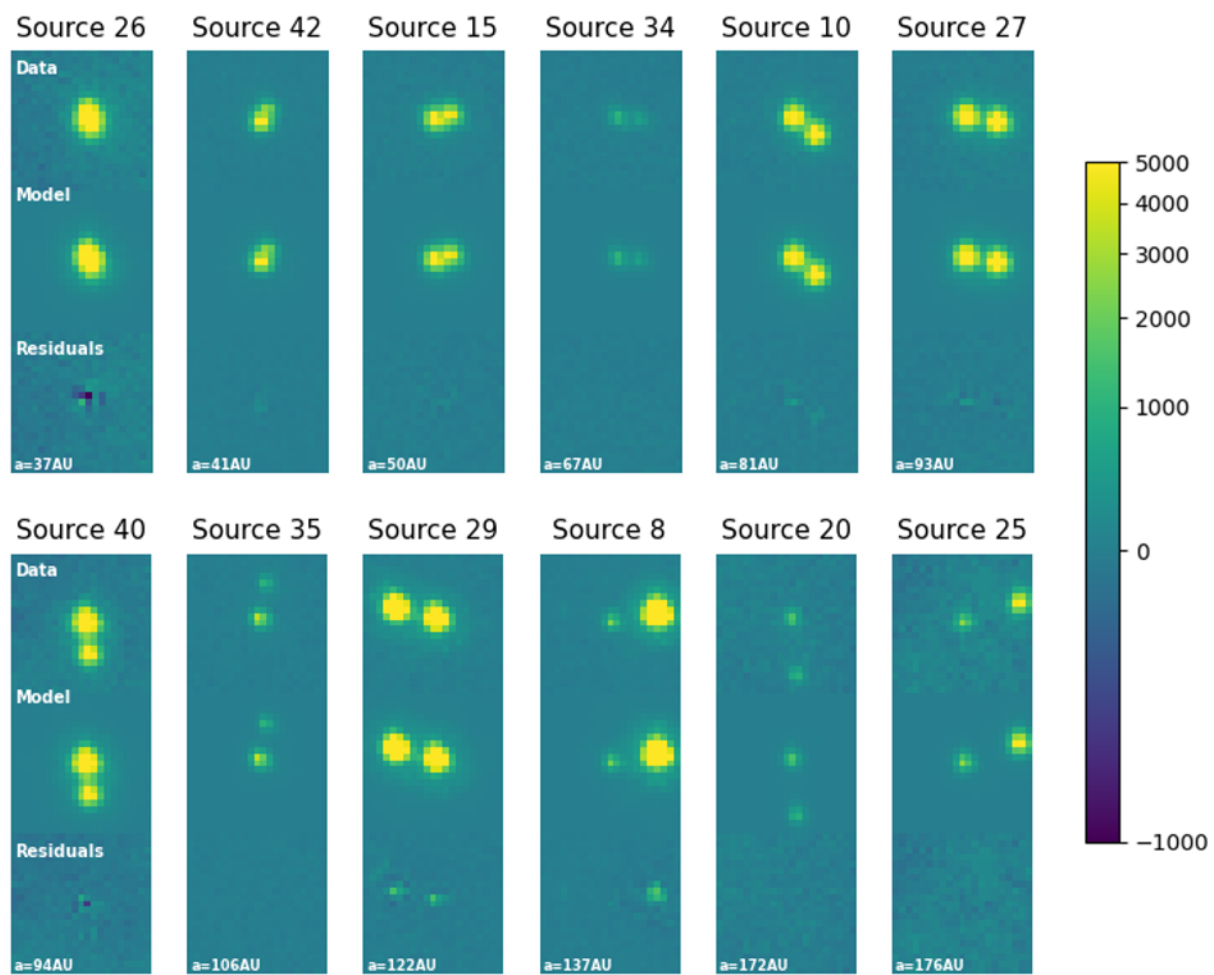 Source 26 Source 42 Source 15 Source 34 Source 10 Source 27
Data
Model
Residuals
a=37AU a=41AU a=50AU a=67AU a=81AU a=93AU
Source 40 Source 35 Source 29 Source 8 Source 20 Source 25
Data
Model
Residuals
a=94AU a=106AU a=122AU a=137AU a=172AU a=176AU
5000
4000
3000
2000
1000
0
−1000